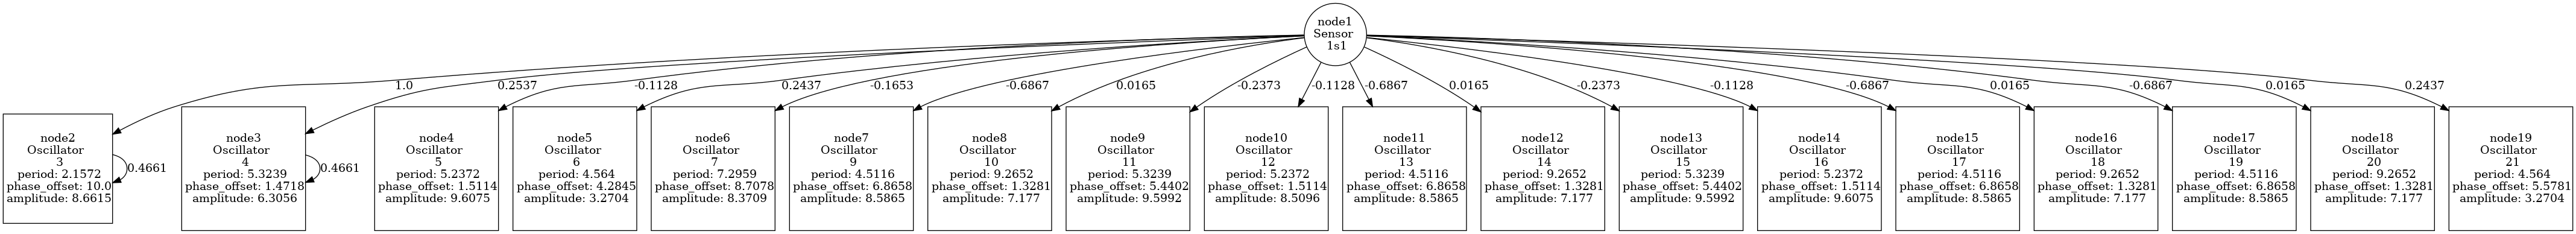 node1
Sensor
1s1
1.0
0.2537
-0.1128
0.2437
-0.1653
-0.6867
0.0165
-0.2373
-0.1128
-0.6867
0.0165
-0.2373
-0.1128
-0.6867
0.0165
-0.6867
0.0165
0.2437
node2
Oscillator
3
period: 2.1572
phase_offset: 10.0
amplitude: 8.6615
0.4661
node3
Oscillator
4
period: 5.3239
phase_offset: 1.4718
amplitude: 6.3056
0.4661
node4
Oscillator
5
period: 5.2372
phase_offset: 1.5114
amplitude: 9.6075
node5
Oscillator
6
period: 4.564
phase_offset: 4.2845
amplitude: 3.2704
node6
Oscillator
7
period: 7.2959
phase_offset: 8.7078
amplitude: 8.3709
node7
Oscillator
9
period: 4.5116
phase_offset: 6.8658
amplitude: 8.5865
node8
Oscillator
10
period: 9.2652
phase_offset: 1.3281
amplitude: 7.177
node9
Oscillator
11
period: 5.3239
phase_offset: 5.4402
amplitude: 9.5992
node10
Oscillator
12
period: 5.2372
phase_offset: 1.5114
amplitude: 8.5096
node11
Oscillator
13
period: 4.5116
phase_offset: 6.8658
amplitude: 8.5865
node12
Oscillator
14
period: 9.2652
phase_offset: 1.3281
amplitude: 7.177
node13
Oscillator
15
period: 5.3239
phase_offset: 5.4402
amplitude: 9.5992
node14
Oscillator
16
period: 5.2372
phase_offset: 1.5114
amplitude: 9.6075
node15
Oscillator
17
period: 4.5116
phase_offset: 6.8658
amplitude: 8.5865
node16
Oscillator
18
period: 9.2652
phase_offset: 1.3281
amplitude: 7.177
node17
Oscillator
19
period: 4.5116
phase_offset: 6.8658
amplitude: 8.5865
node18
Oscillator
20
period: 9.2652
phase_offset: 1.3281
amplitude: 7.177
node19
Oscillator
21
period: 4.564
phase_offset: 5.5781
amplitude: 3.2704